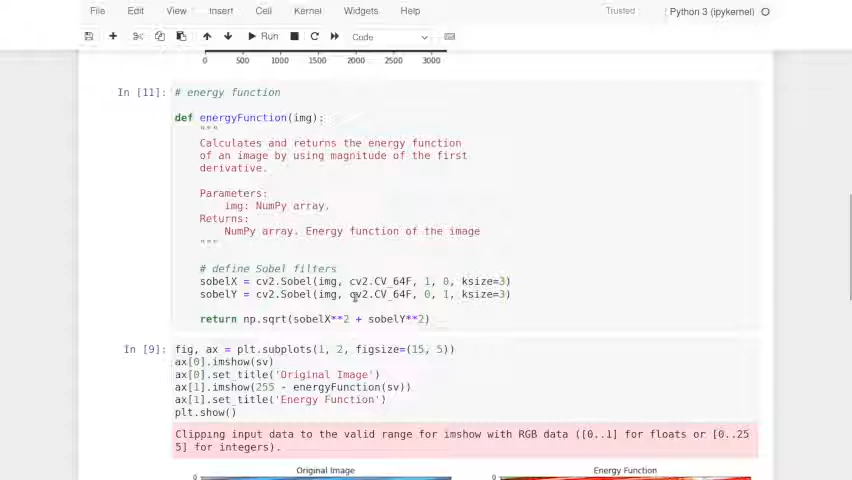 File Edit View Insert Cell Kernel Widgets Help Trusted Python 3 (ipykernel)
Run Code
0 500 1000 1500 2000 2500 3000
In [11]: # energy function
def energyFunction(img):
"""
Calculates and returns the energy function
of an image by using magnitude of the first
derivative.
Parameters:
img: NumPy array.
Returns:
NumPy array. Energy function of the image
"""
# define Sobel filters
sobelX = cv2.Sobel(img, cv2.CV_64F, 1, 0, ksize=3)
sobelY = cv2.Sobel(img, cv2.CV_64F, 0, 1, ksize=3)
return np.sqrt(sobelX**2 + sobelY**2)
In [9]: fig, ax = plt.subplots(1, 2, figsize=(15, 5))
ax[0].imshow(sv)
ax[0].set_title('Original Image')
ax[1].imshow(255 - energyFunction(sv))
ax[1].set_title('Energy Function')
plt.show()
Clipping input data to the valid range for imshow with RGB data ([0..1] for floats or [0..25
5] for integers).
Original Image Energy Function
0 0